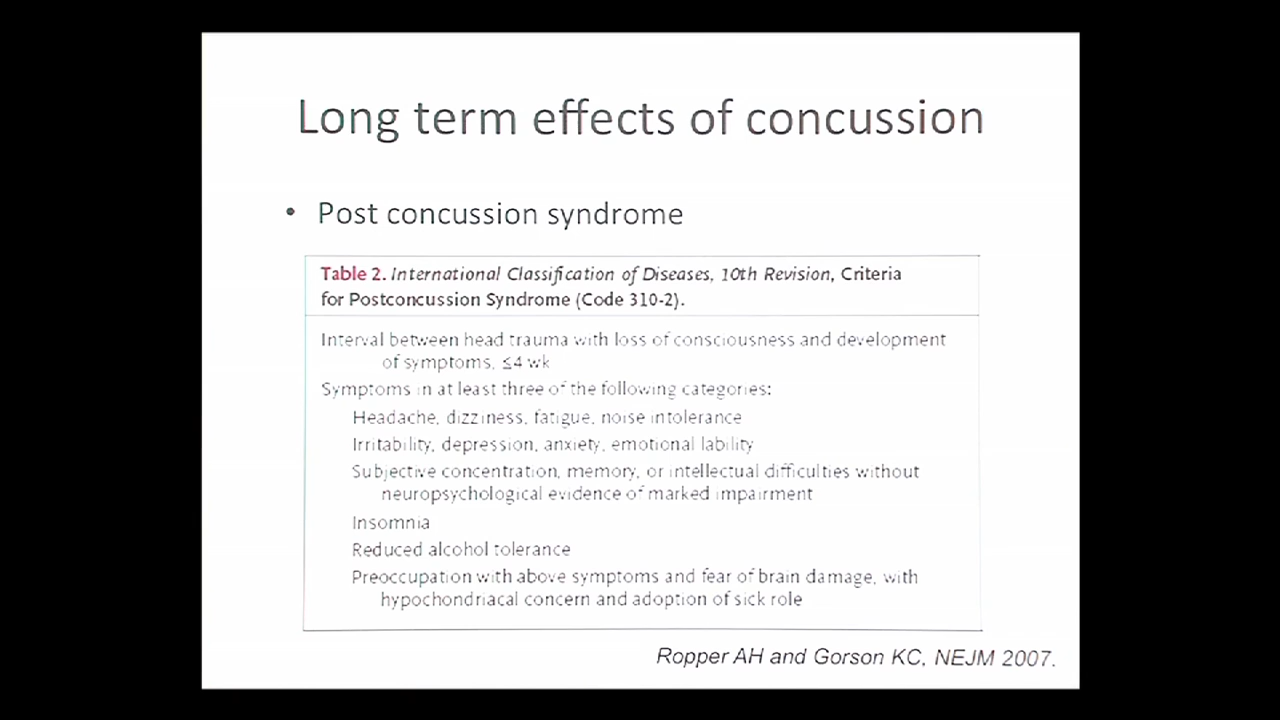 Long term effects of concussion
• Post concussion syndrome
Table 2. International Classification of Diseases, 10th Revision, Criteria
for Postconcussion Syndrome (Code 310-2).
Interval between head trauma with loss of consciousness and development
of symptoms, ≤4 wk
Symptoms in at least three of the following categories:
Headache, dizziness, fatigue, noise intolerance
Irritability, depression, anxiety, emotional lability
Subjective concentration, memory, or intellectual difficulties without
neuropsychological evidence of marked impairment
Insomnia
Reduced alcohol tolerance
Preoccupation with above symptoms and fear of brain damage, with
hypochondriacal concern and adoption of sick role
Ropper AH and Gorson KC, NEJM 2007.